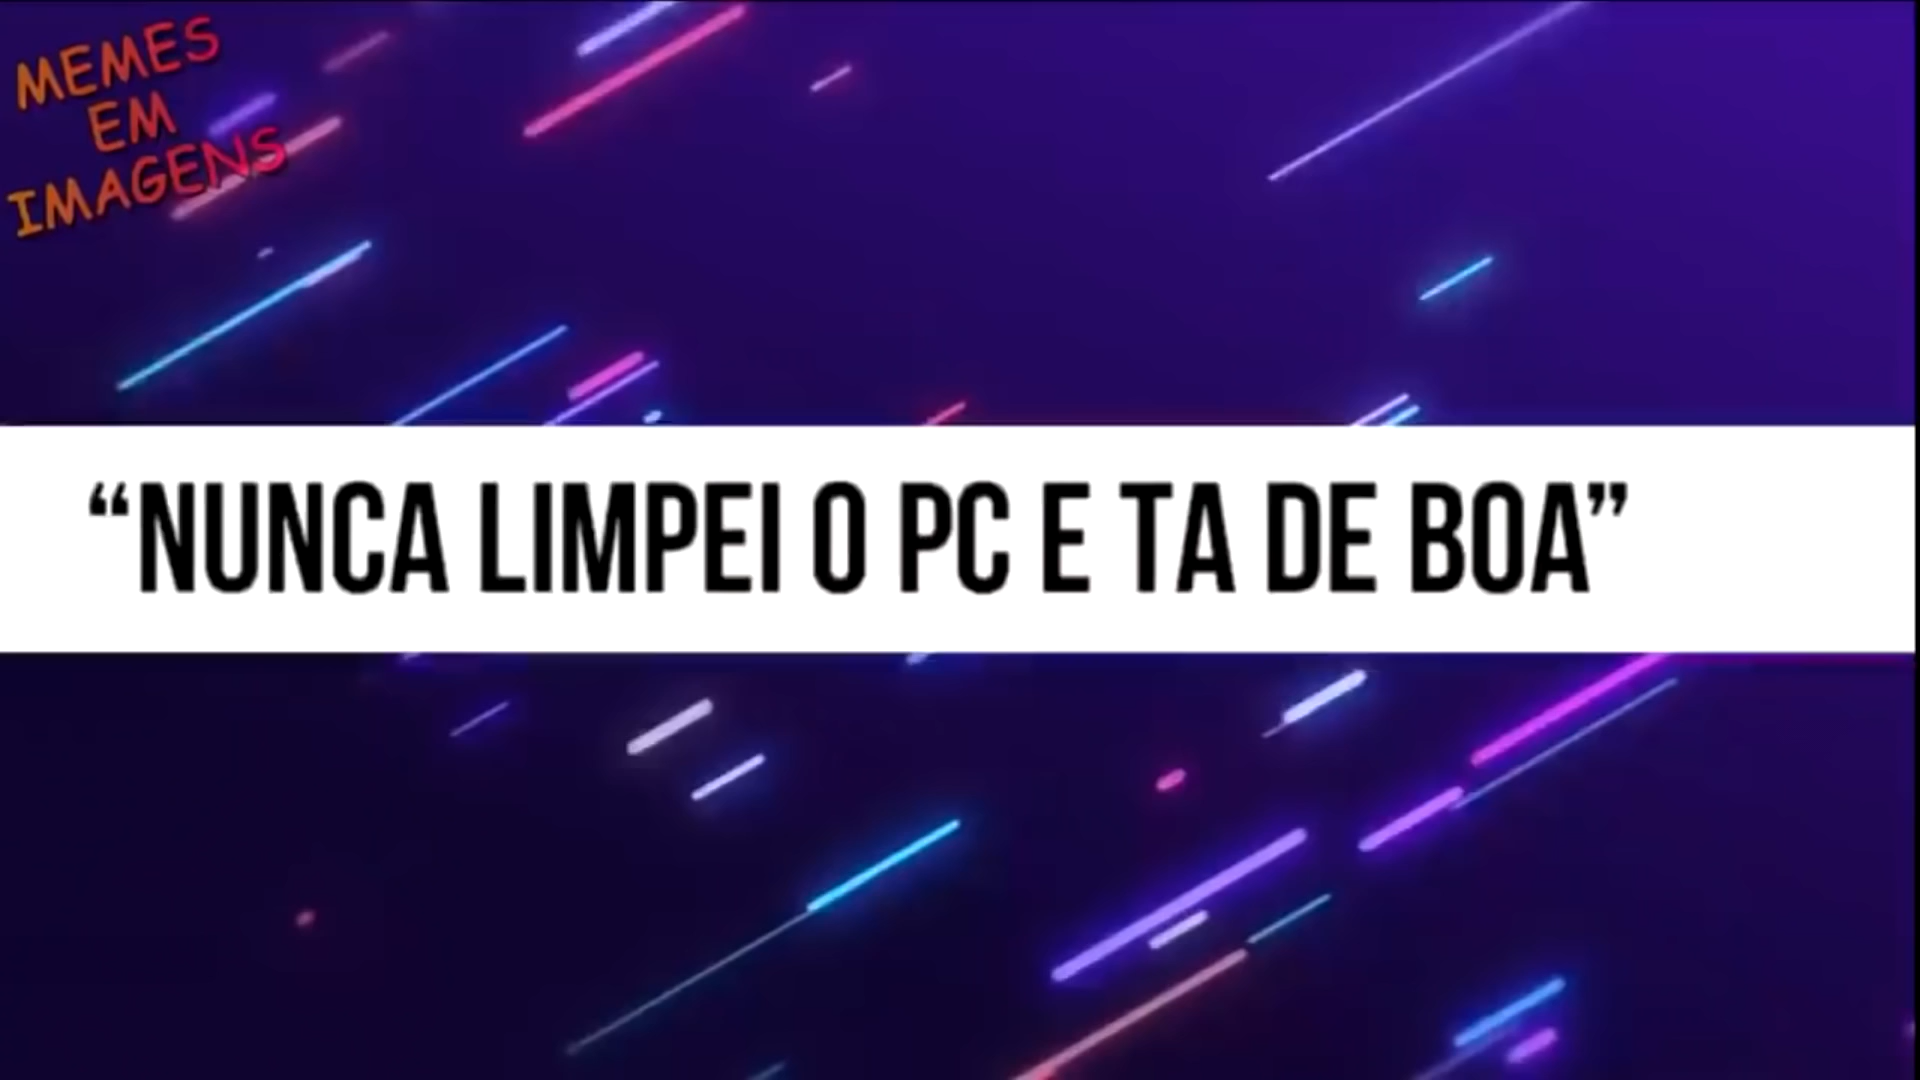 MEMES
EM
IMAGENS
“NUNCA LIMPEI O PC E TA DE BOA”